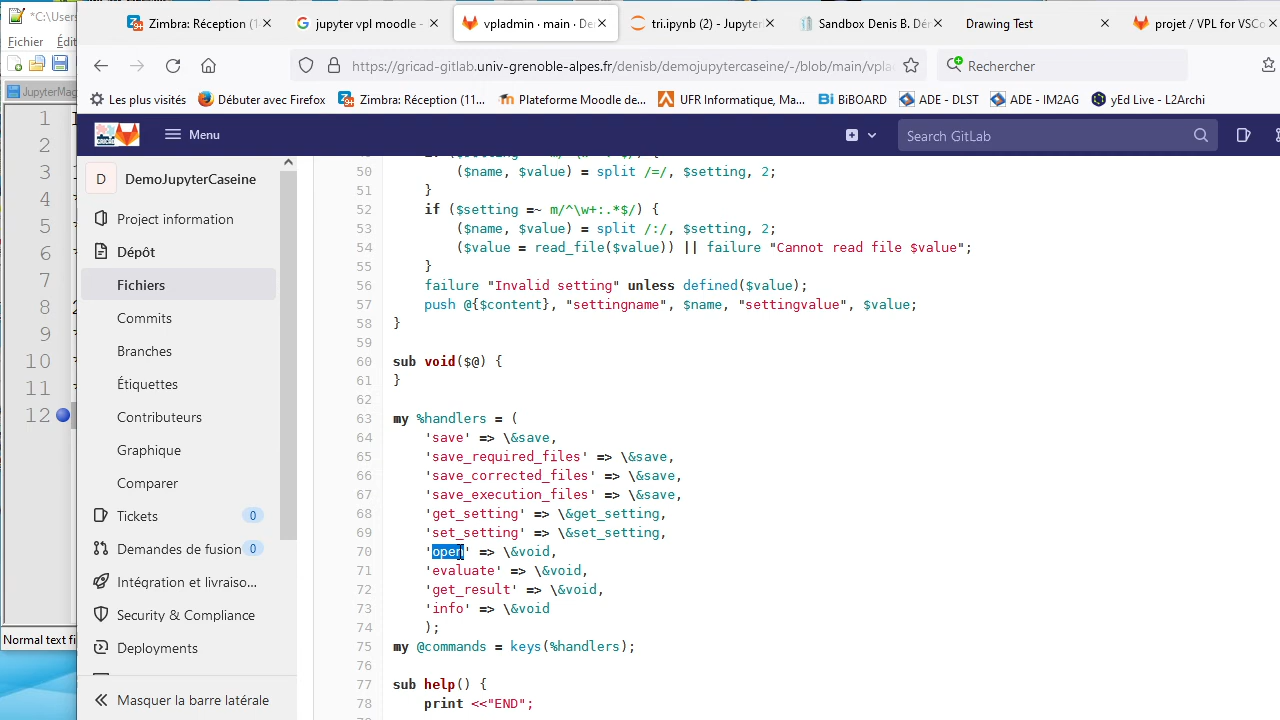 *C:\Us
Fichier Édit
JupyterMag
1
2
3
4
5
6
7
8
9
10
11
12
Normal text fi
Zimbra: Réception (1
jupyter vpl moodle -
vpladmin · main · De
tri.ipynb (2) - Jupyter
Sandbox Denis B. Dé
Drawing Test
projet / VPL for VSCo
https://gricad-gitlab.univ-grenoble-alpes.fr/denisb/demojupytercaseine/-/blob/main/vpla
Rechercher
Les plus visités Débuter avec Firefox Zimbra: Réception (11... Plateforme Moodle de... UFR Informatique, Ma... BiBOARD ADE - DLST ADE - IM2AG yEd Live - L2Archi
Menu
Search GitLab
D DemoJupyterCaseine
Project information
Dépôt
Fichiers
Commits
Branches
Étiquettes
Contributeurs
Graphique
Comparer
Tickets 0
Demandes de fusion 0
Intégration et livraiso...
Security & Compliance
Deployments
Masquer la barre latérale
50 ($name, $value) = split /=/, $setting, 2;
51 }
52 if ($setting =~ m/^\w+:.*$/) {
53 ($name, $value) = split /:/, $setting, 2;
54 ($value = read_file($value)) || failure "Cannot read file $value";
55 }
56 failure "Invalid setting" unless defined($value);
57 push @{$content}, "settingname", $name, "settingvalue", $value;
58 }
59
60 sub void($@) {
61 }
62
63 my %handlers = (
64 'save' => \&save,
65 'save_required_files' => \&save,
66 'save_corrected_files' => \&save,
67 'save_execution_files' => \&save,
68 'get_setting' => \&get_setting,
69 'set_setting' => \&set_setting,
70 'open' => \&void,
71 'evaluate' => \&void,
72 'get_result' => \&void,
73 'info' => \&void
74 );
75 my @commands = keys(%handlers);
76
77 sub help() {
78 print <<"END";